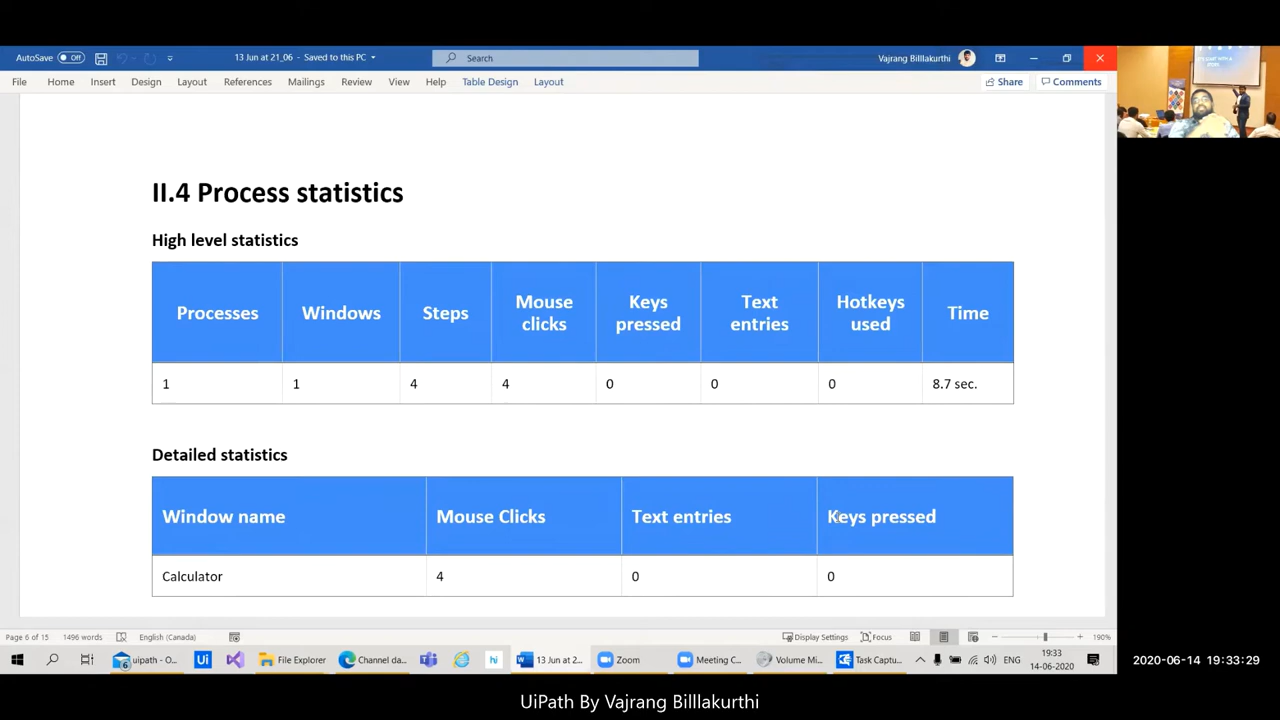 AutoSave Off 13 Jun at 21_06 - Saved to this PC Search Vajrang Billlakurthi
File Home Insert Design Layout References Mailings Review View Help Table Design Layout Share Comments
II.4 Process statistics
High level statistics
Processes Windows Steps Mouse clicks Keys pressed Text entries Hotkeys used Time
1 1 4 4 0 0 0 8.7 sec.
Detailed statistics
Window name Mouse Clicks Text entries Keys pressed
Calculator 4 0 0
Page 6 of 15 1496 words English (Canada) Display Settings Focus 190%
uipath - O... Ui File Explorer Channel da... hi 13 Jun at 2... Zoom Meeting C... Volume Mi... Task Captu... ENG 19:33
14-06-2020
2020-06-14 19:33:29
UiPath By Vajrang Billlakurthi